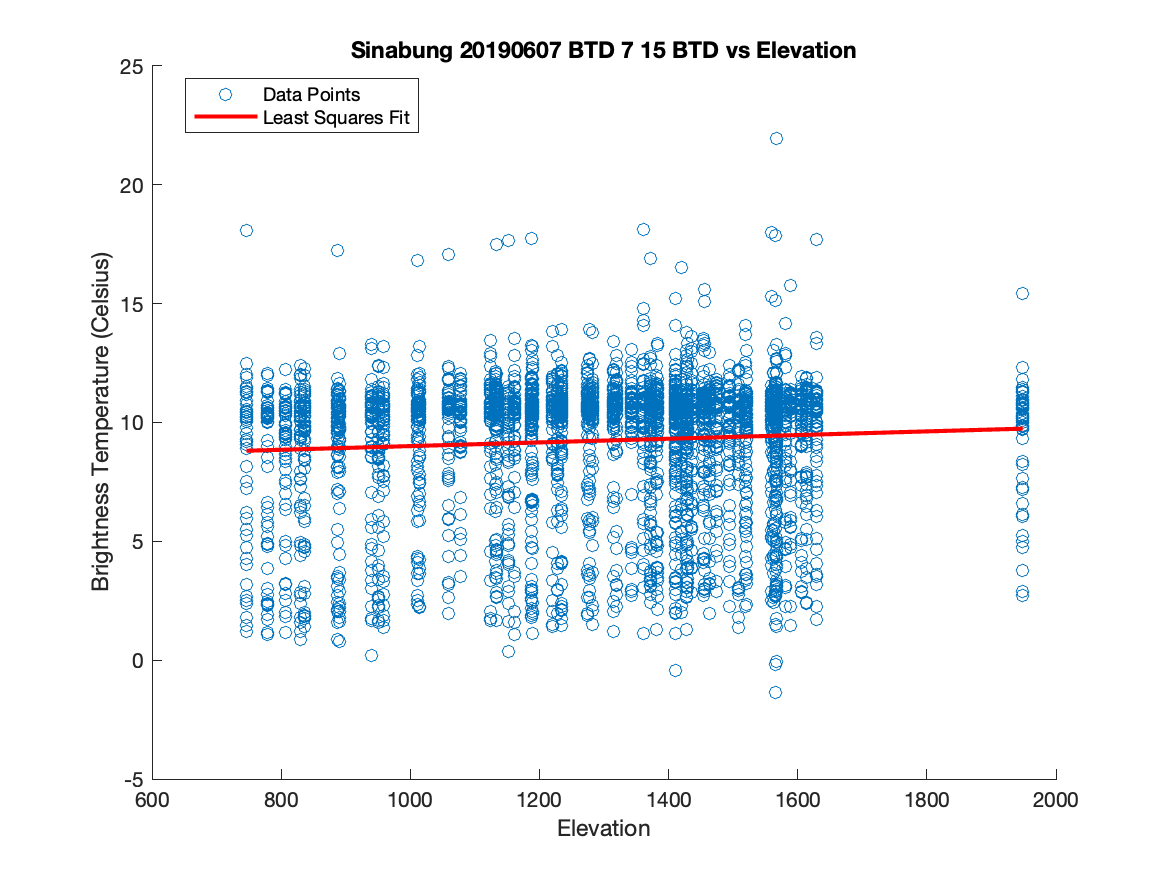 Sinabung 20190607 BTD 7 15 BTD vs Elevation
Data Points
Least Squares Fit
Brightness Temperature (Celsius)
25
20
15
10
5
0
-5
600 800 1000 1200 1400 1600 1800 2000
Elevation